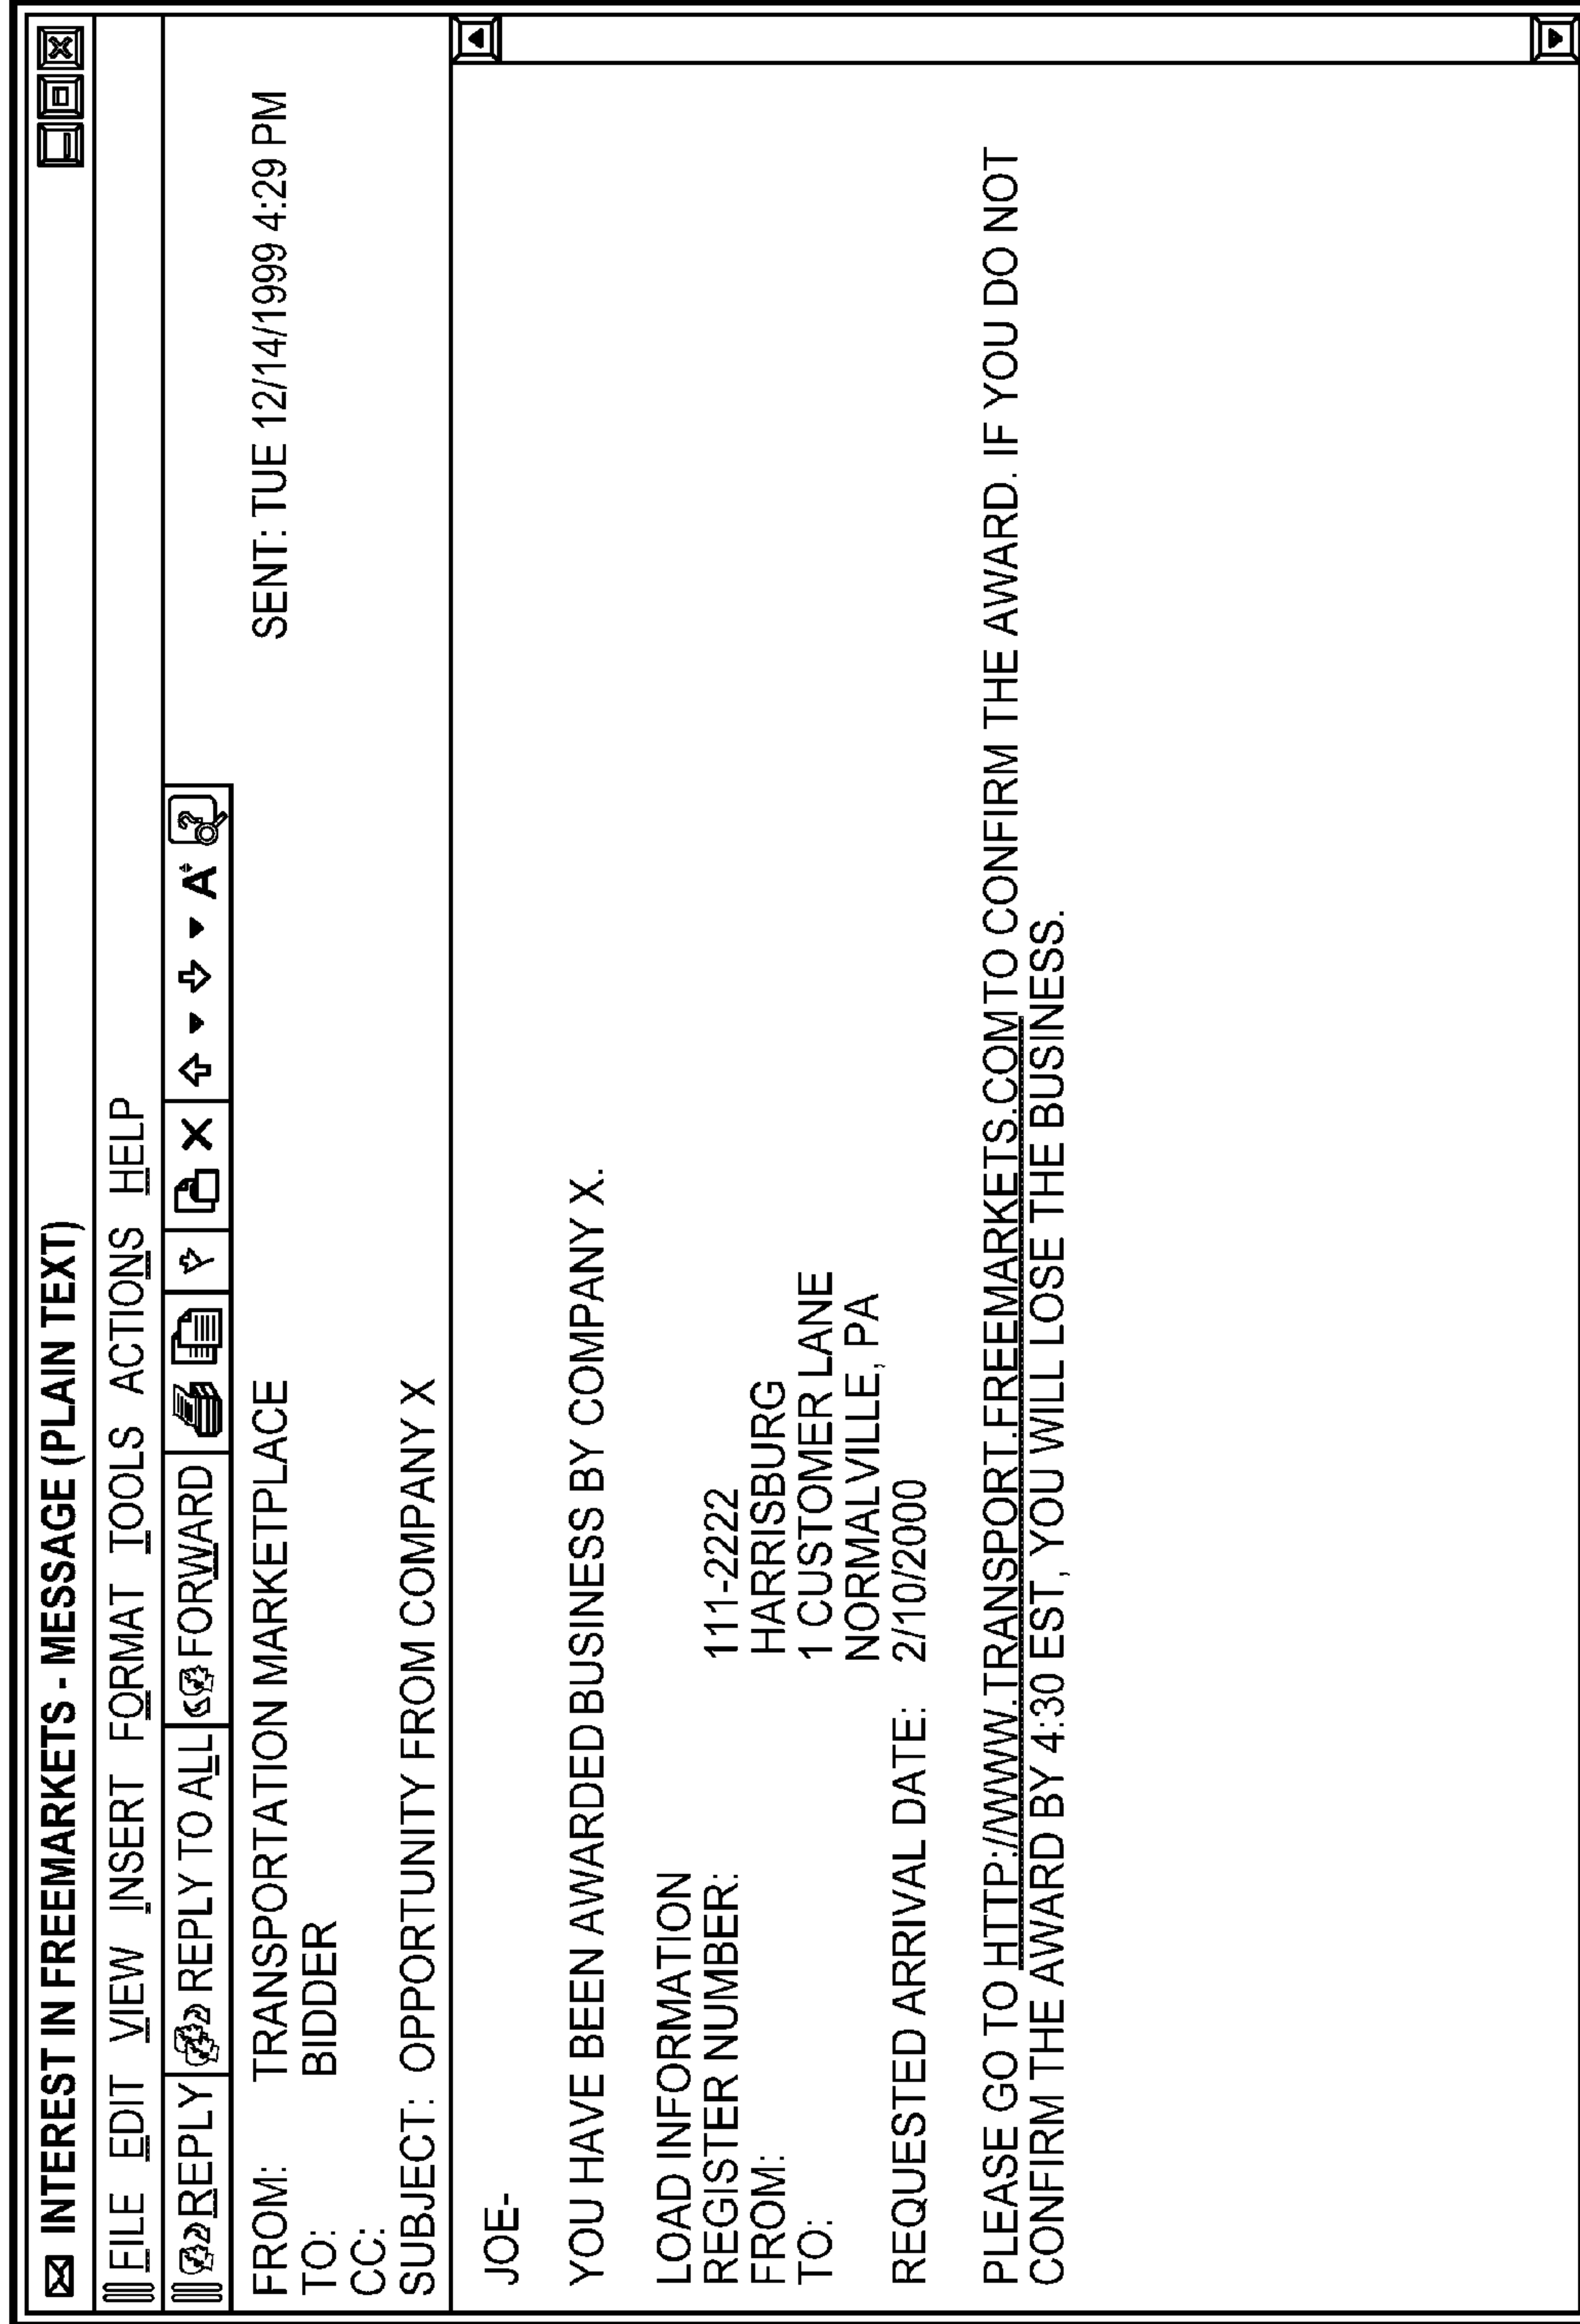 INTEREST IN FREEMARKETS - MESSAGE (PLAIN TEXT)
FILE EDIT VIEW INSERT FORMAT TOOLS ACTIONS HELP
REPLY REPLY TO ALL FORWARD A ?
FROM: TRANSPORTATION MARKETPLACE SENT: TUE 12/14/1999 4:29 PM
TO: BIDDER
CC:
SUBJECT: OPPORTUNITY FROM COMPANY X
JOE-
YOU HAVE BEEN AWARDED BUSINESS BY COMPANY X.
LOAD INFORMATION
REGISTER NUMBER: 111-2222
FROM: HARRISBURG
TO: 1 CUSTOMER LANE
NORMALVILLE, PA
REQUESTED ARRIVAL DATE: 2/10/2000
PLEASE GO TO HTTP://WWW.TRANSPORT.FREEMARKETS.COM TO CONFIRM THE AWARD. IF YOU DO NOT
CONFIRM THE AWARD BY 4:30 EST, YOU WILL LOSE THE BUSINESS.